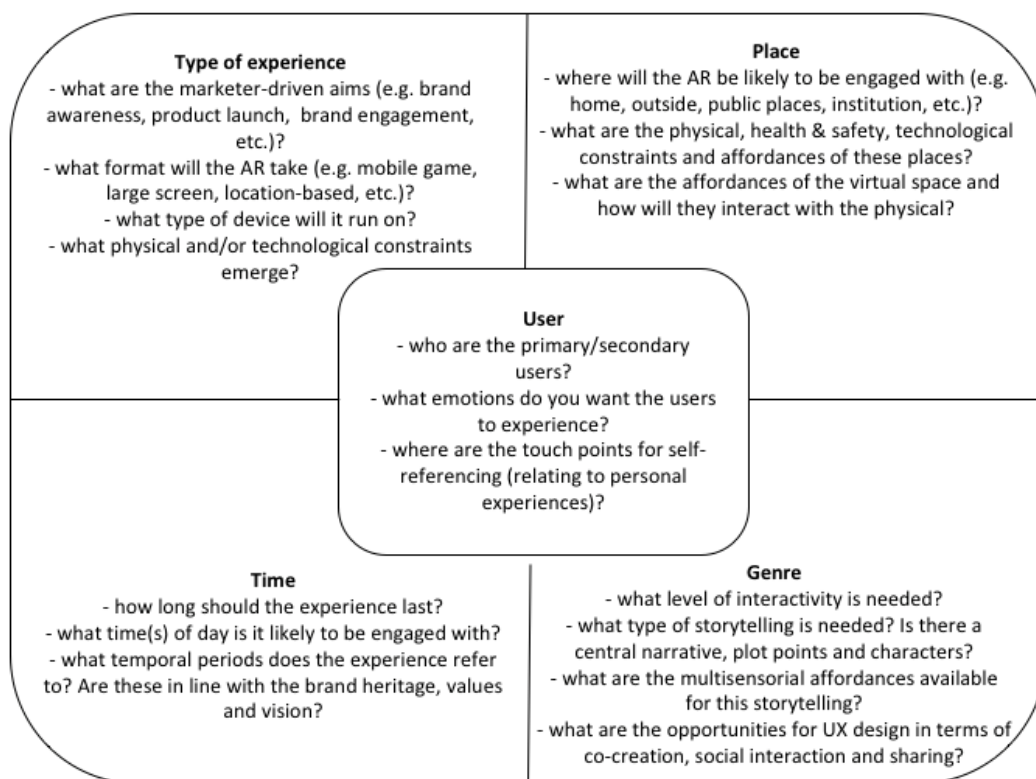 Type of experience
- what are the marketer-driven aims (e.g. brand
awareness, product launch,  brand engagement,
etc.)?
- what format will the AR take (e.g. mobile game,
large screen, location-based, etc.)?
- what type of device will it run on?
- what physical and/or technological constraints
emerge?
Place
- where will the AR be likely to be engaged with (e.g.
home, outside, public places, institution, etc.)?
- what are the physical, health & safety, technological
constraints and affordances of these places?
- what are the affordances of the virtual space and
how will they interact with the physical?
User
- who are the primary/secondary
users?
- what emotions do you want the users
to experience?
- where are the touch points for self-
referencing (relating to personal
experiences)?
Time
- how long should the experience last?
- what time(s) of day is it likely to be engaged with?
- what temporal periods does the experience refer
to? Are these in line with the brand heritage, values
and vision?
Genre
- what level of interactivity is needed?
- what type of storytelling is needed? Is there a
central narrative, plot points and characters?
- what are the multisensorial affordances available
for this storytelling?
- what are the opportunities for UX design in terms of
co-creation, social interaction and sharing?